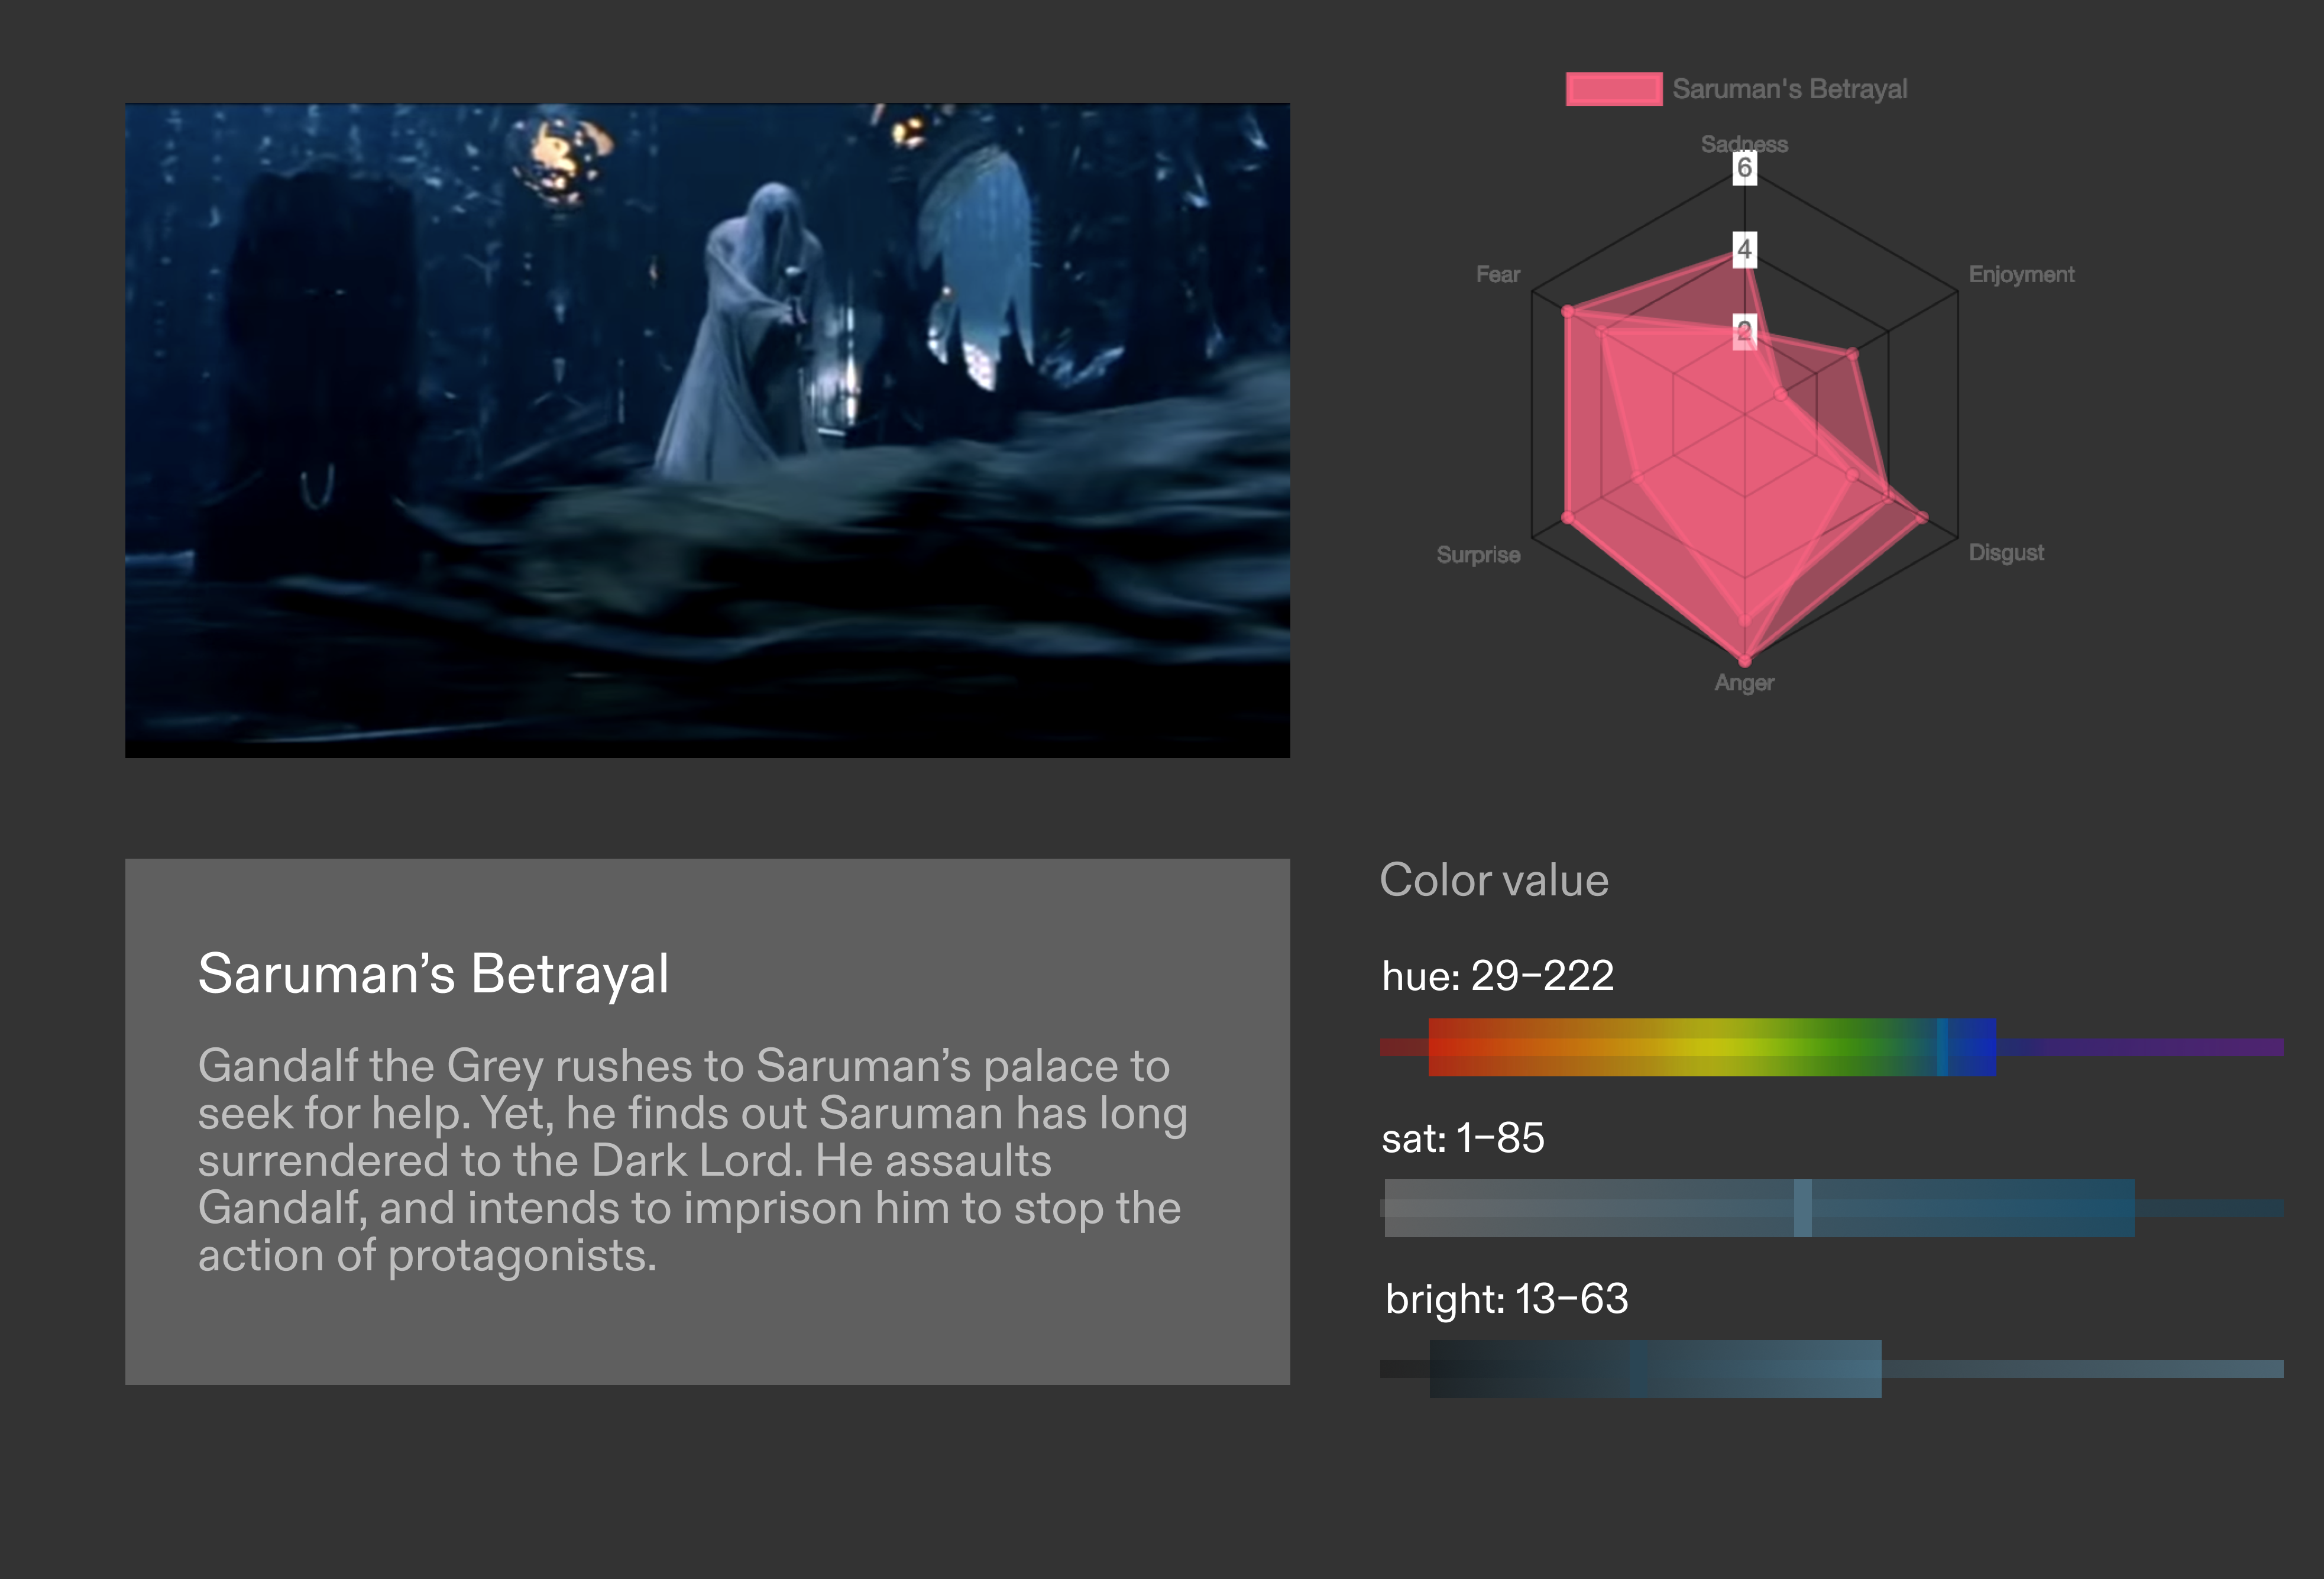 Saruman's Betrayal
Sadness
6
4
2
Fear
Enjoyment
Surprise
Disgust
Anger
Saruman’s Betrayal
Gandalf the Grey rushes to Saruman’s palace to
seek for help. Yet, he finds out Saruman has long
surrendered to the Dark Lord. He assaults
Gandalf, and intends to imprison him to stop the
action of protagonists.
Color value
hue: 29–222
sat: 1–85
bright: 13–63